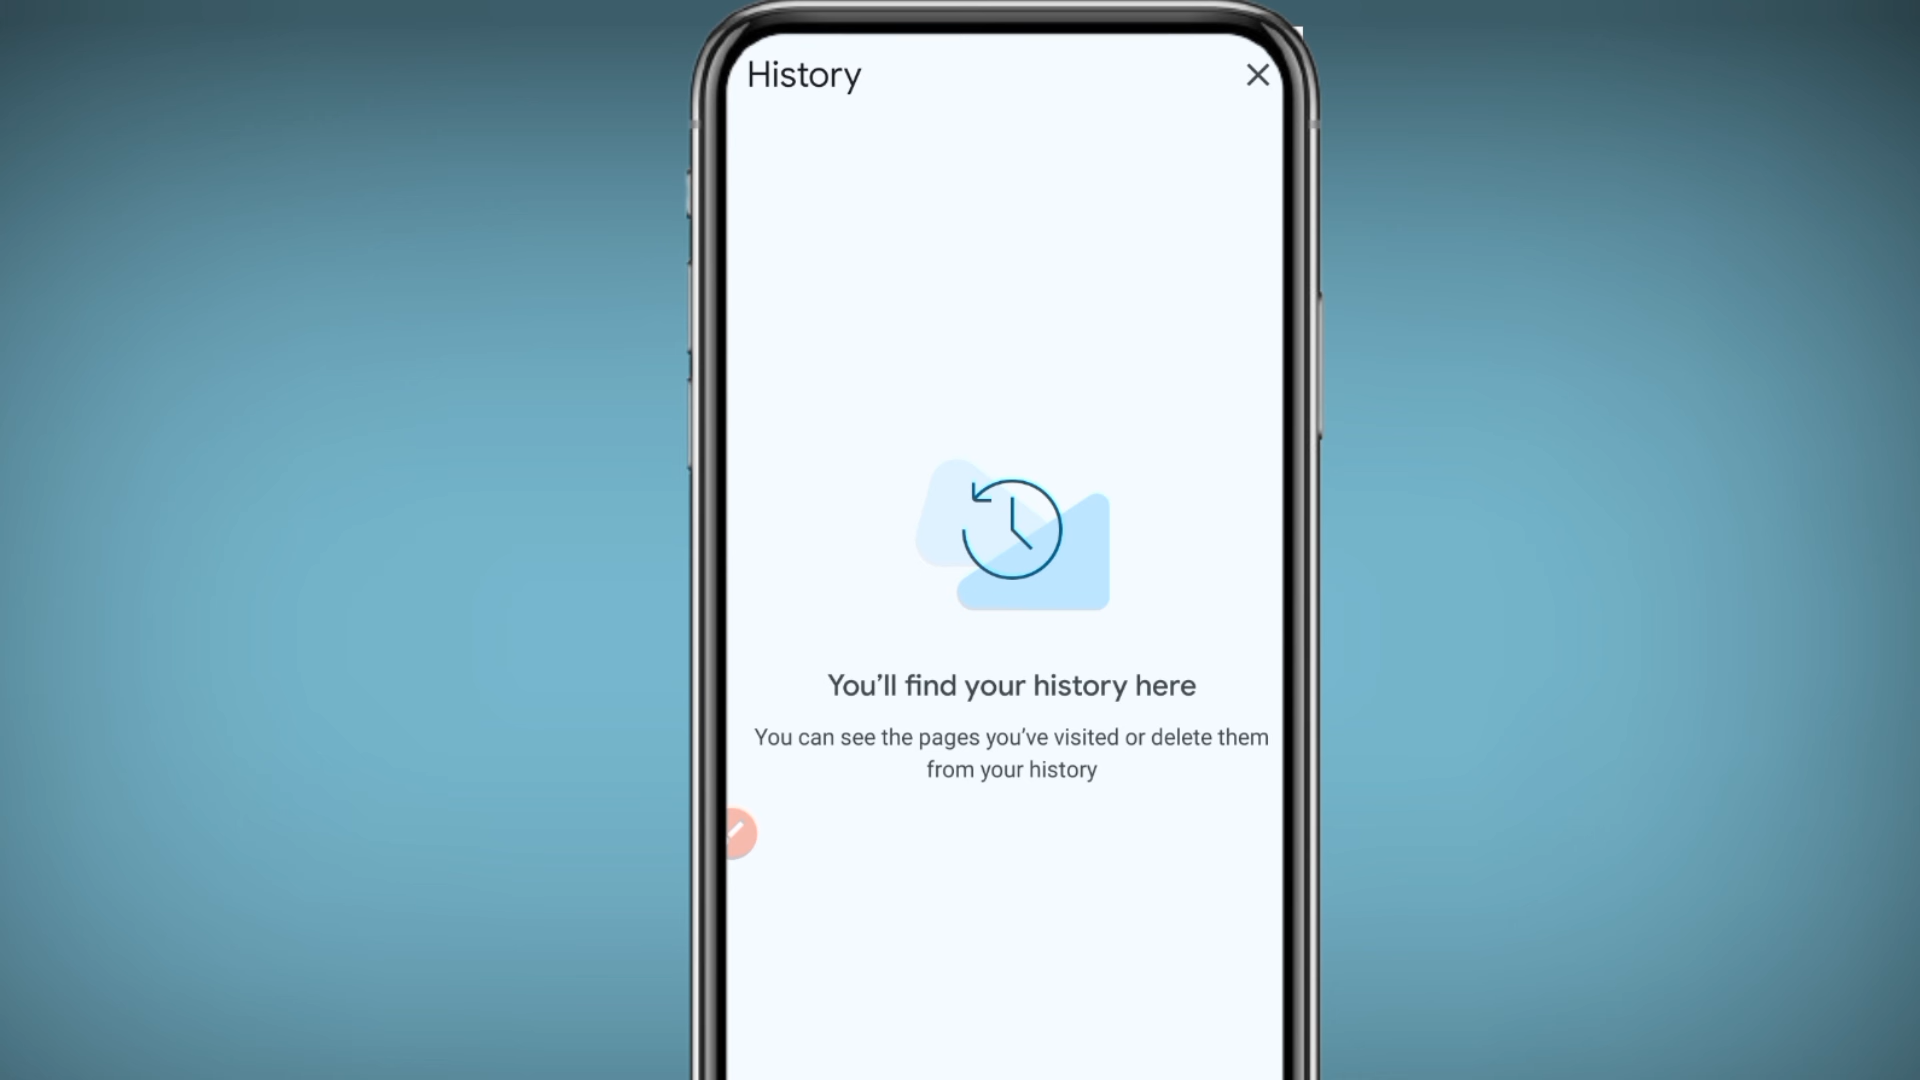 History
You’ll find your history here
You can see the pages you’ve visited or delete them
from your history